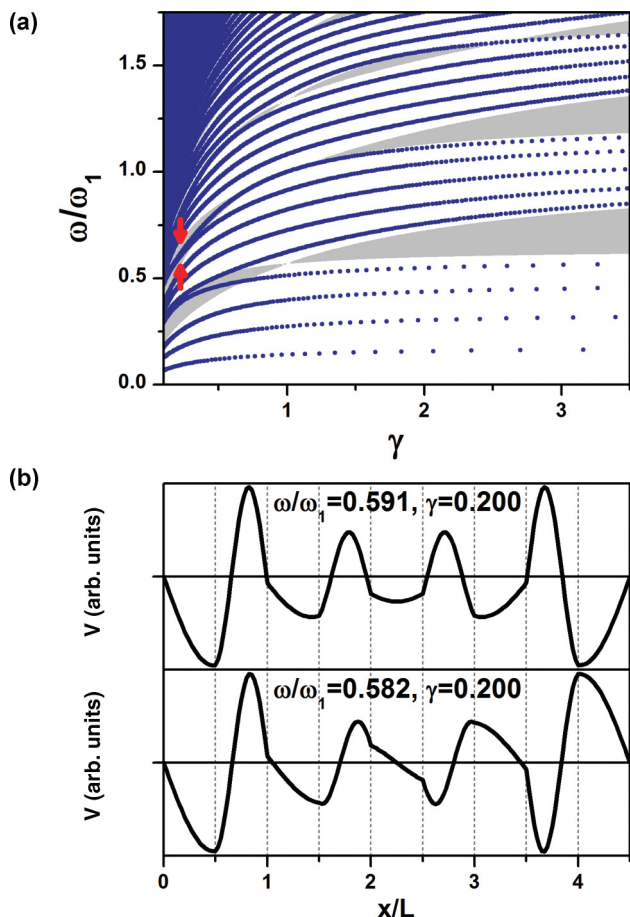 (a)
1.5
1.0
0.5
0.0
ω/ω1
1 2 3
γ
(b)
V (arb. units)
ω/ω1=0.591, γ=0.200
V (arb. units)
ω/ω1=0.582, γ=0.200
0 1 2 3 4
x/L